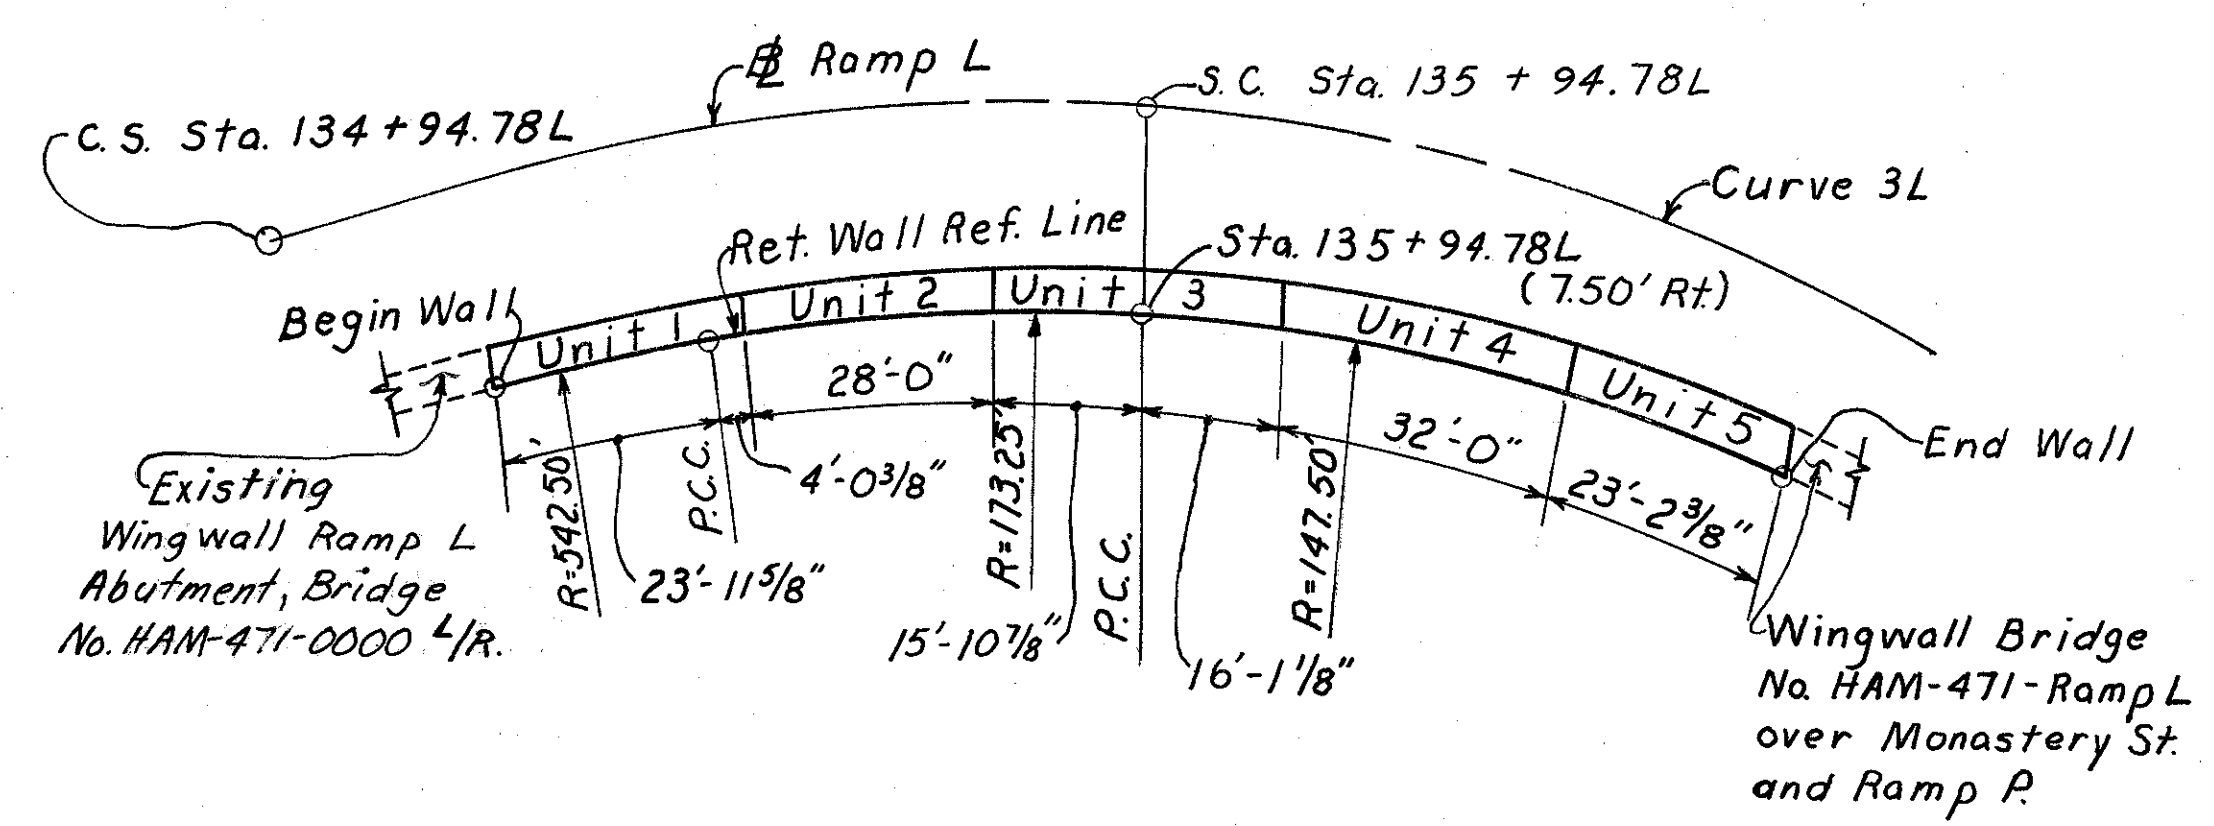 ℄ Ramp L
S.C. Sta. 135 + 94.78L
C.S. Sta. 134 + 94.78L
Curve 3L
Ret. Wall Ref. Line
Sta. 135 + 94.78L
(7.50' Rt.)
Begin Wall
Unit 1
Unit 2
Unit 3
Unit 4
Unit 5
28'-0"
32'-0"
End Wall
4'-0 3/8"
23'-2 3/8"
R=542.50'
P.C.C.
R=173.25'
P.C.C.
R=147.50'
23'-11 5/8"
15'-10 7/8"
16'-1 1/8"
Existing
Wingwall Ramp L
Abutment, Bridge
No. HAM-471-0000 L/R.
Wingwall Bridge
No. HAM-471-Ramp L
over Monastery St.
and Ramp P.